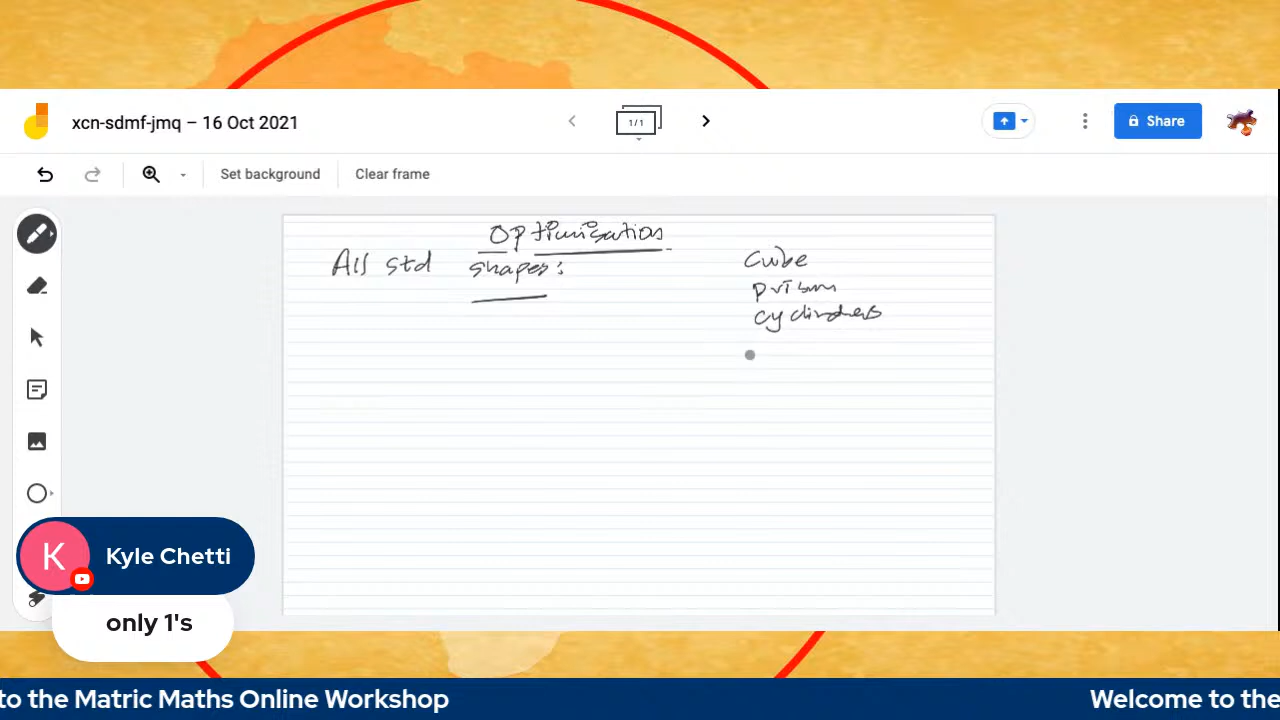 xcn-sdmf-jmq – 16 Oct 2021
1/1
Share
Set background
Clear frame
Optimisation
All std shapes:
Cube
prism
cyclinders
K
Kyle Chetti
only 1's
to the Matric Maths Online Workshop
Welcome to the